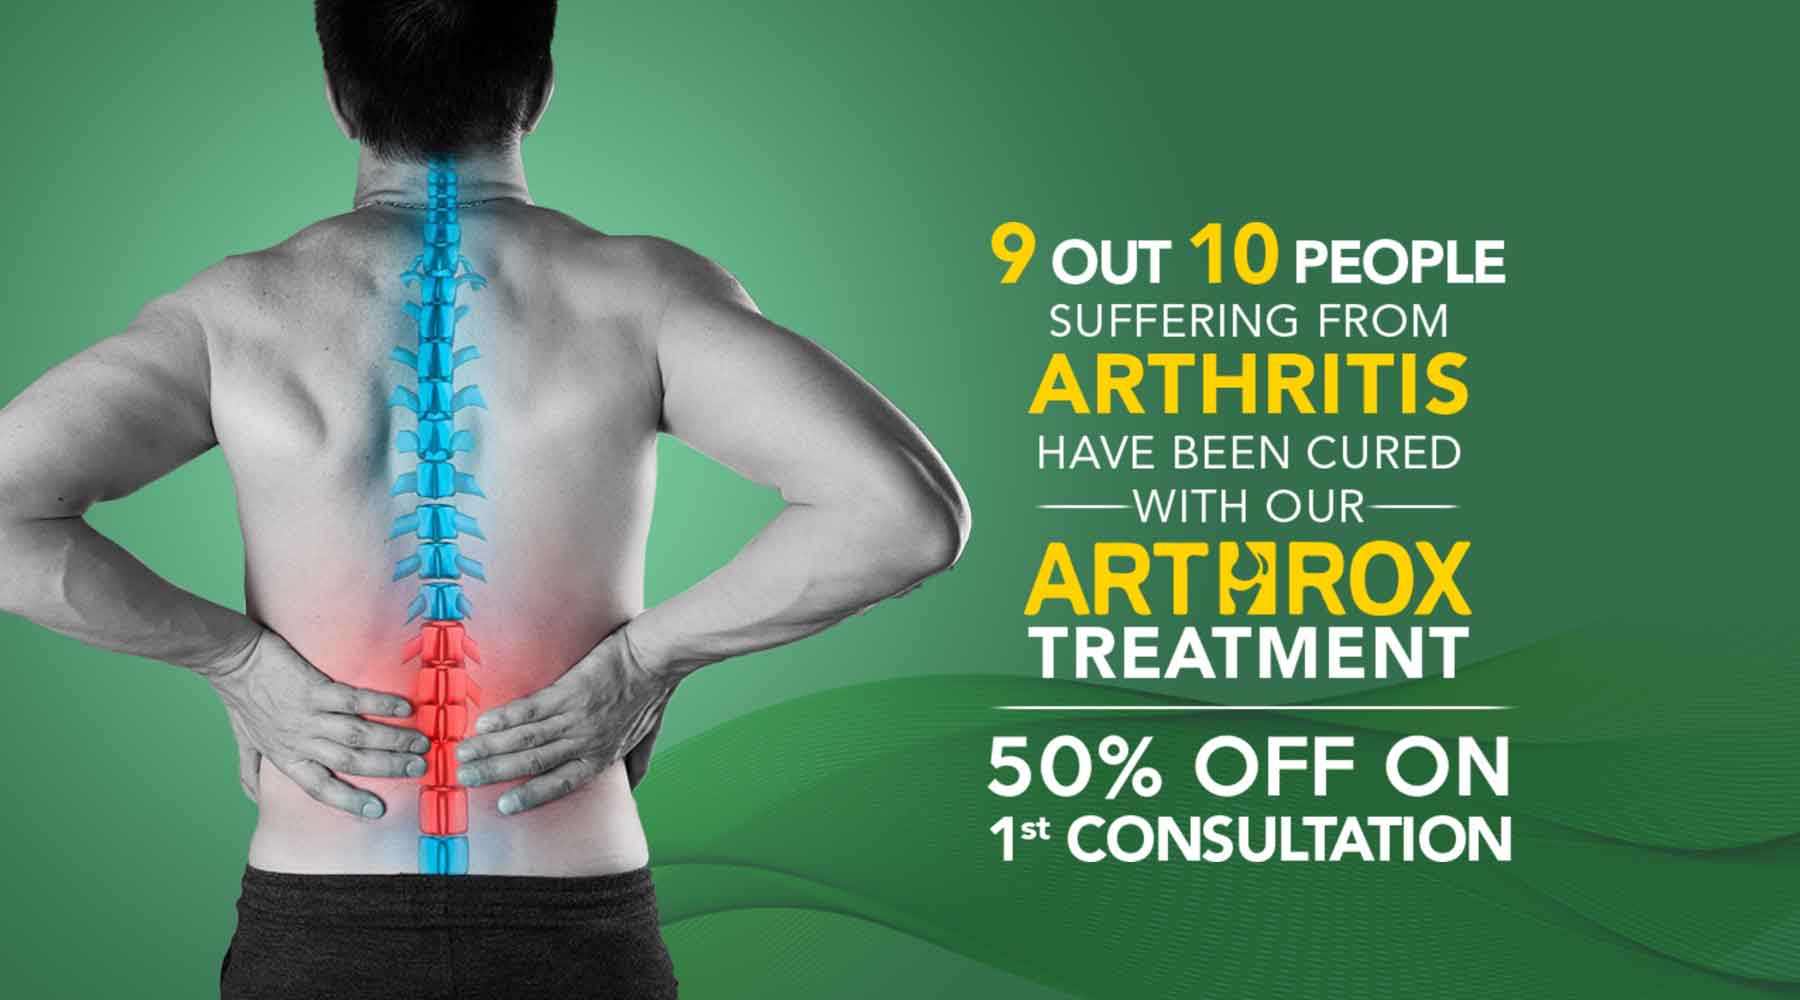 9 OUT 10 PEOPLE
SUFFERING FROM
ARTHRITIS
HAVE BEEN CURED
WITH OUR
ARTHROX
TREATMENT
50% OFF ON
1st CONSULTATION